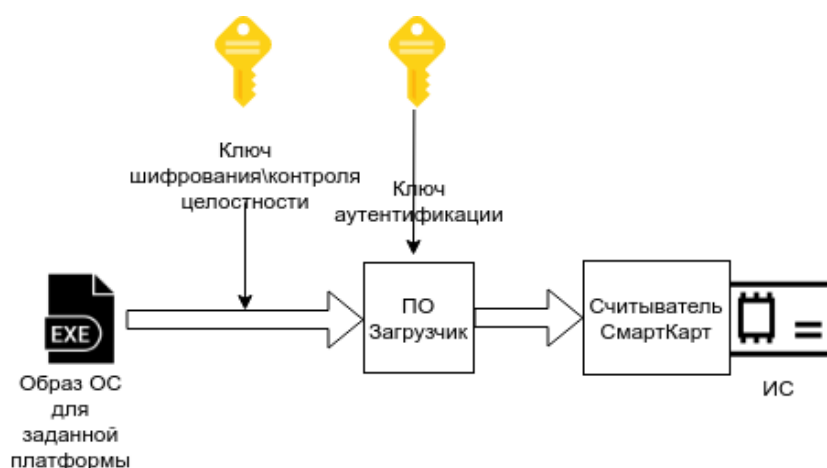 Ключ
шифрования\контроля
целостности
Ключ
аутентификации
EXE
Образ ОС
для
заданной
платформы
ПО
Загрузчик
Считыватель
СмартКарт
ИС